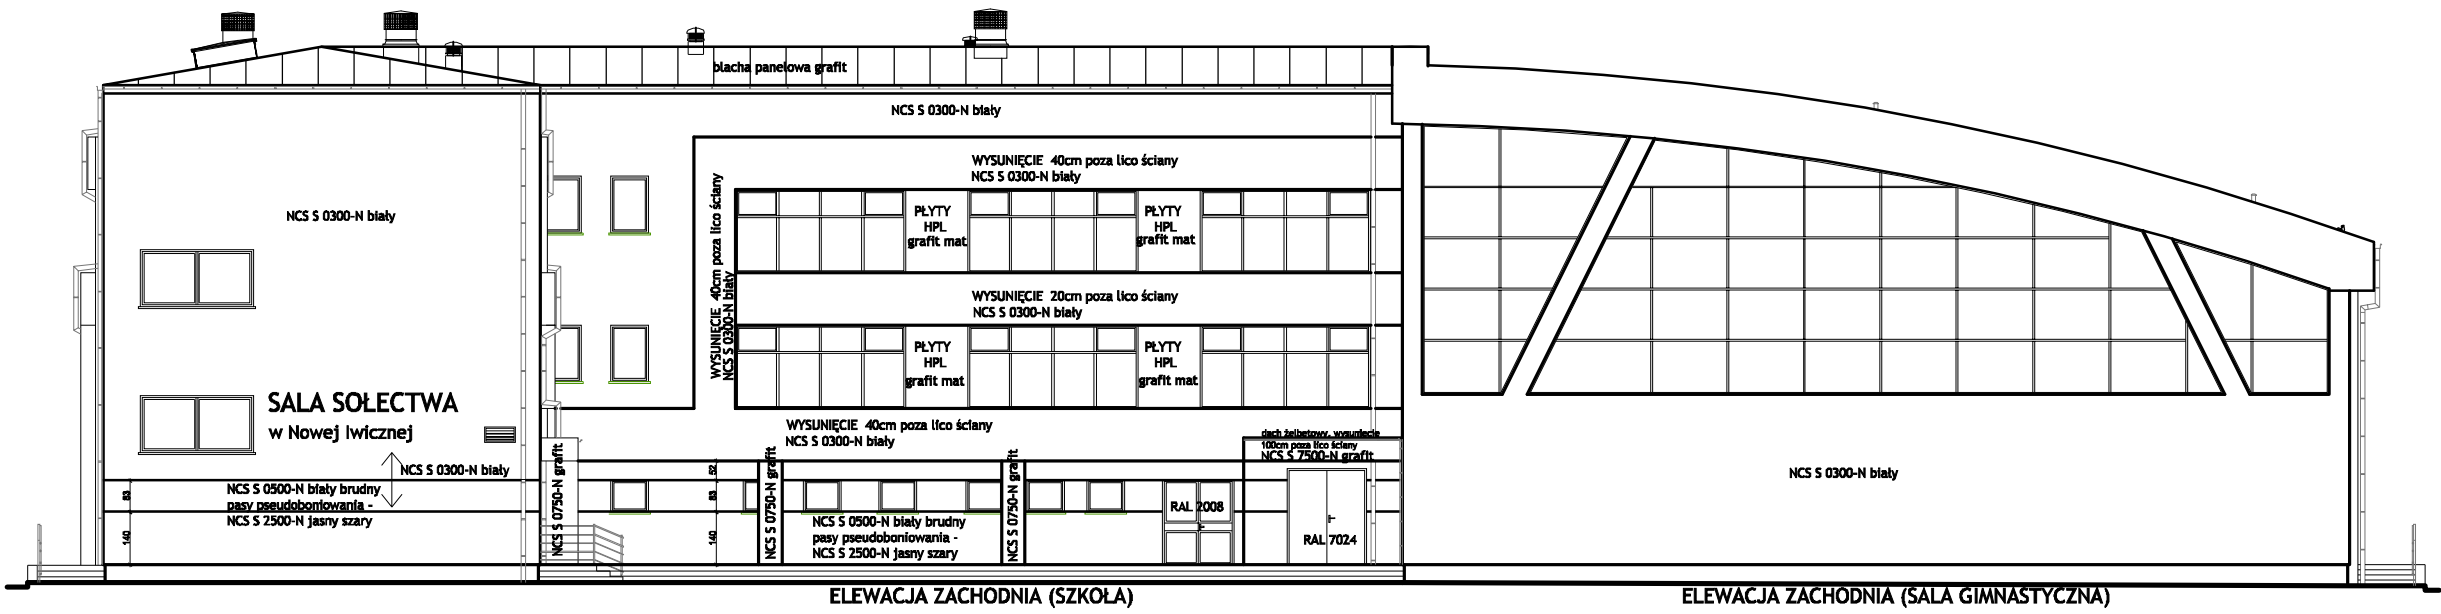 blacha panelowa grafit
NCS S 0300-N biały
WYSUNIĘCIE 40cm poza lico ściany
NCS S 0300-N biały
NCS S 0300-N biały
WYSUNIĘCIE 40cm poza lico ściany
NCS S 0300-N biały
PŁYTY
HPL
grafit mat
PŁYTY
HPL
grafit mat
WYSUNIĘCIE 20cm poza lico ściany
NCS S 0300-N biały
PŁYTY
HPL
grafit mat
PŁYTY
HPL
grafit mat
SALA SOŁECTWA
w Nowej Iwicznej
NCS S 0300-N biały
WYSUNIĘCIE 40cm poza lico ściany
NCS S 0300-N biały
dach żelbetowy, wysunięcie
100cm poza lico ściany
NCS S 7500-N grafit
NCS S 0300-N biały
83
140
NCS S 0500-N biały brudny
pasy pseudoboniowania -
NCS S 2500-N jasny szary
NCS S 0750-N grafit
52
83
140
NCS S 0750-N grafit
NCS S 0500-N biały brudny
pasy pseudoboniowania -
NCS S 2500-N jasny szary
NCS S 0750-N grafit
RAL 2008
RAL 7024
ELEWACJA ZACHODNIA (SZKOŁA)
ELEWACJA ZACHODNIA (SALA GIMNASTYCZNA)